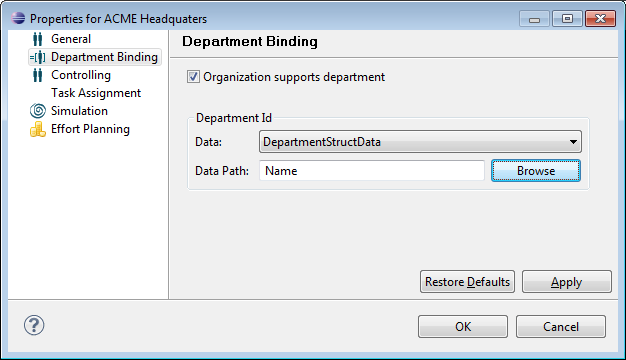 Properties for ACME Headquaters
General
Department Binding
Controlling
Task Assignment
Simulation
Effort Planning
Department Binding
Organization supports department
Department Id
Data: DepartmentStructData
Data Path: Name Browse
Restore Defaults Apply
? OK Cancel